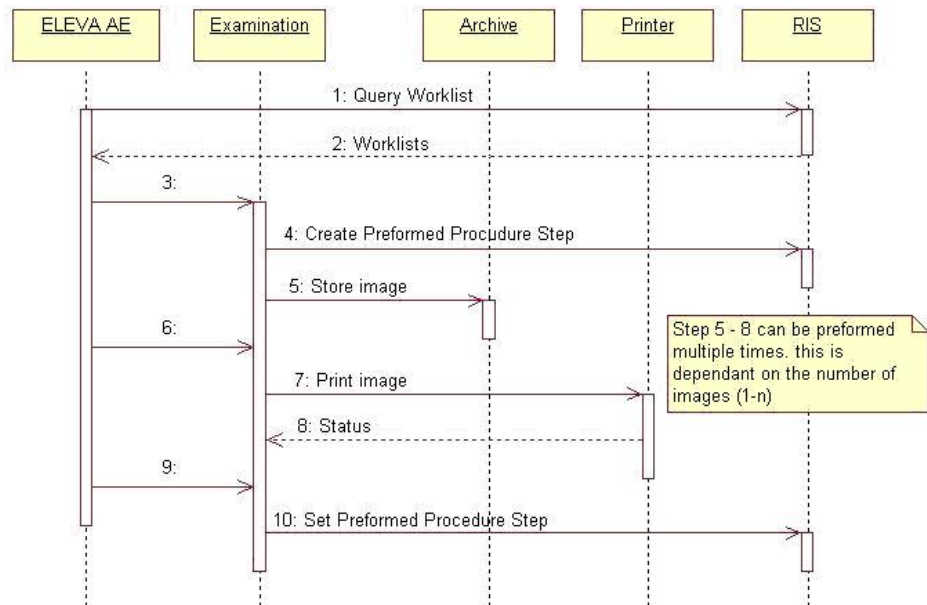 ELEVA AE
Examination
Archive
Printer
RIS
1: Query Worklist
2: Worklists
3:
4: Create Preformed Procudure Step
5: Store image
6:
Step 5 - 8 can be preformed
multiple times. this is
dependant on the number of
images (1-n)
7: Print image
8: Status
9:
10: Set Preformed Procedure Step